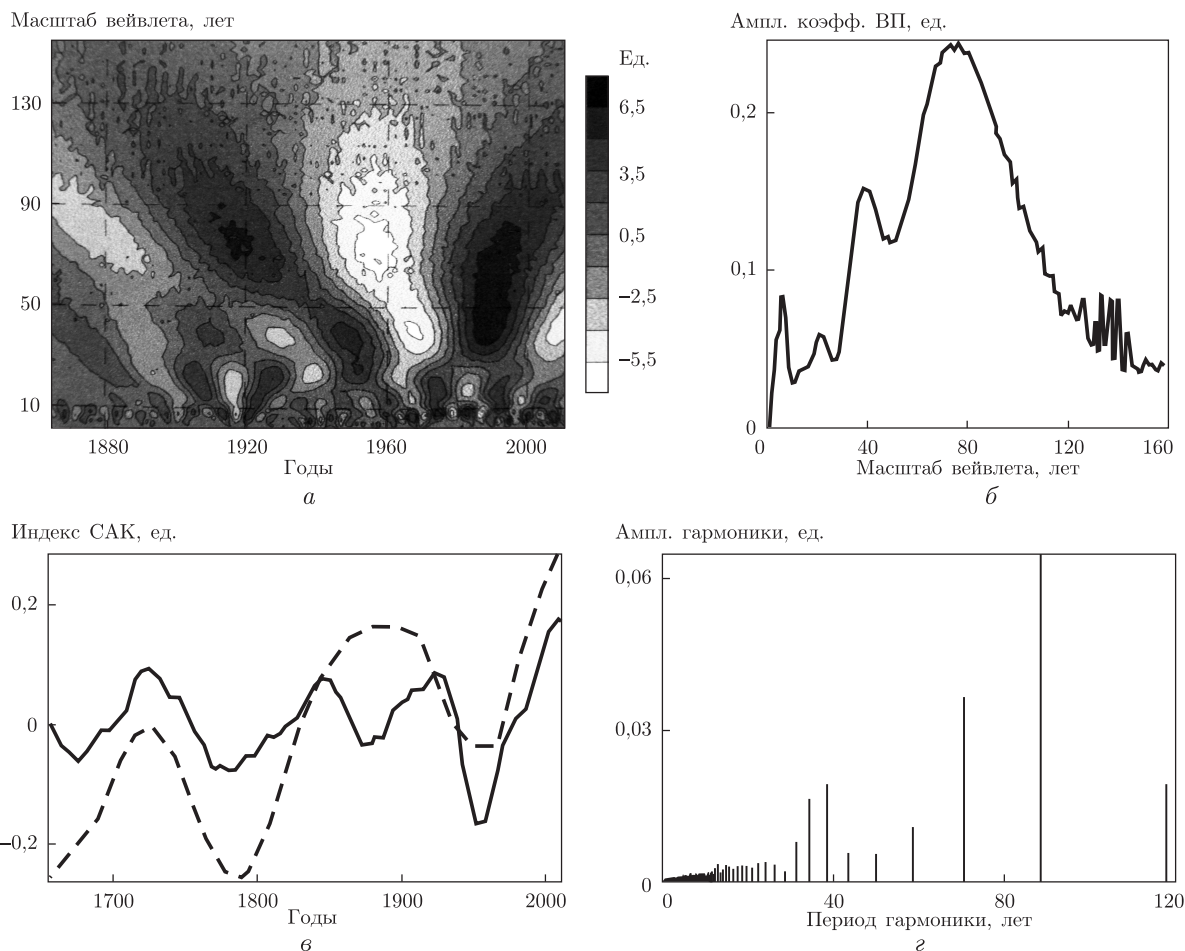 Масштаб вейвлета, лет
Ед.
130
90
50
10
6,5
3,5
0,5
−2,5
−5,5
1880 1920 1960 2000
Годы
а
Ампл. коэфф. ВП, ед.
0,2
0,1
0
0 40 80 120 160
Масштаб вейвлета, лет
б
Индекс САК, ед.
0,2
0
−0,2
1700 1800 1900 2000
Годы
в
Ампл. гармоники, ед.
0,06
0,03
0
0 40 80 120
Период гармоники, лет
г